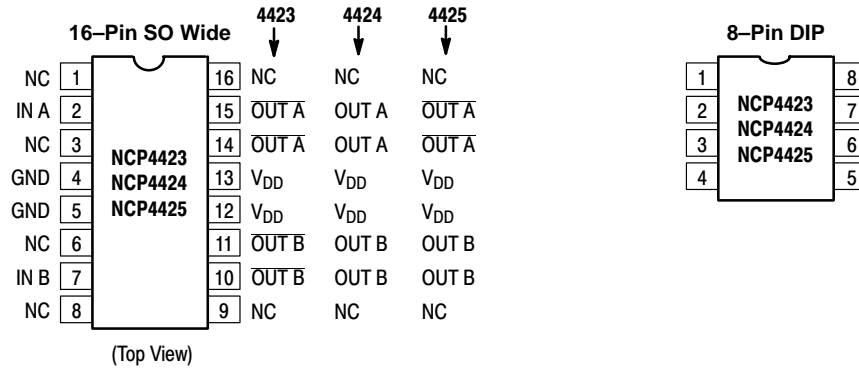 4423 4424 4425
16–Pin SO Wide
NC 1 16 NC NC NC
IN A 2 15 OUT A OUT A OUT A
NC 3 14 OUT A OUT A OUT A
GND 4 13 VDD VDD VDD
GND 5 12 VDD VDD VDD
NC 6 11 OUT B OUT B OUT B
IN B 7 10 OUT B OUT B OUT B
NC 8 9 NC NC NC
NCP4423
NCP4424
NCP4425
(Top View)
8–Pin DIP
1 8
2 7
3 6
4 5
NCP4423
NCP4424
NCP4425